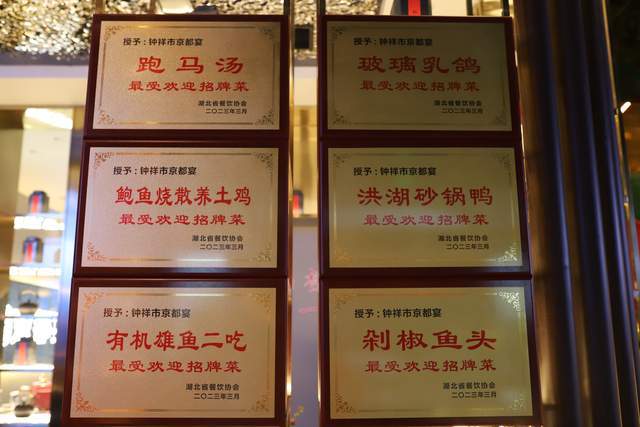 授予：钟祥市京都宴
跑马汤
最受欢迎招牌菜
湖北省餐饮协会
二〇二三年三月
授予：钟祥市京都宴
玻璃乳鸽
最受欢迎招牌菜
湖北省餐饮协会
二〇二三年三月
授予：钟祥市京都宴
鲍鱼烧散养土鸡
最受欢迎招牌菜
湖北省餐饮协会
二〇二三年三月
授予：钟祥市京都宴
洪湖砂锅鸭
最受欢迎招牌菜
湖北省餐饮协会
二〇二三年三月
授予：钟祥市京都宴
有机雄鱼二吃
最受欢迎招牌菜
湖北省餐饮协会
二〇二三年三月
授予：钟祥市京都宴
剁椒鱼头
最受欢迎招牌菜
湖北省餐饮协会
二〇二三年三月